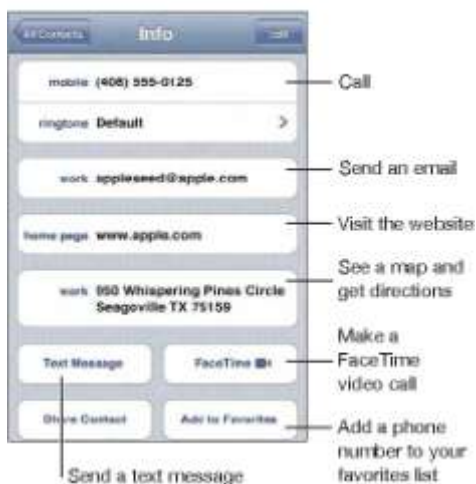 All Contacts Info Edit
mobile (408) 555-0125
Call
ringtone Default
work appleseed@apple.com
Send an email
home page www.apple.com
Visit the website
work 950 Whispering Pines Circle
Seagoville TX 75159
See a map and
get directions
Text Message FaceTime
Make a
FaceTime
video call
Share Contact Add to Favorites
Add a phone
number to your
favorites list
Send a text message